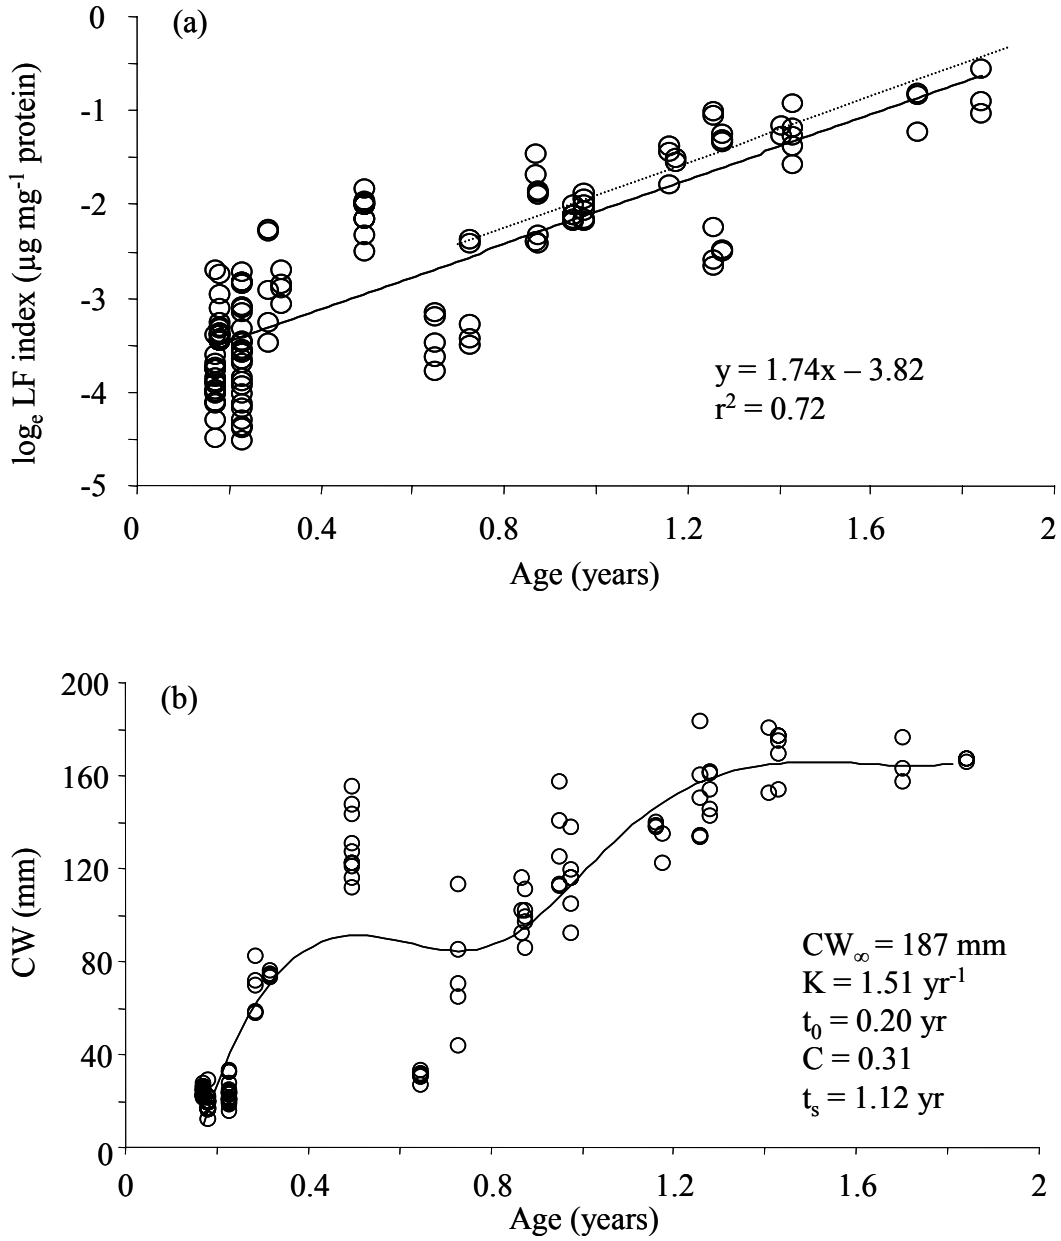 (a)
log_e LF index (µg mg⁻¹ protein)
0
-1
-2
-3
-4
-5
y = 1.74x – 3.82
r² = 0.72
0 0.4 0.8 1.2 1.6 2
Age (years)
(b)
CW (mm)
200
160
120
80
40
0
CW∞ = 187 mm
K = 1.51 yr⁻¹
t₀ = 0.20 yr
C = 0.31
tₛ = 1.12 yr
0 0.4 0.8 1.2 1.6 2
Age (years)